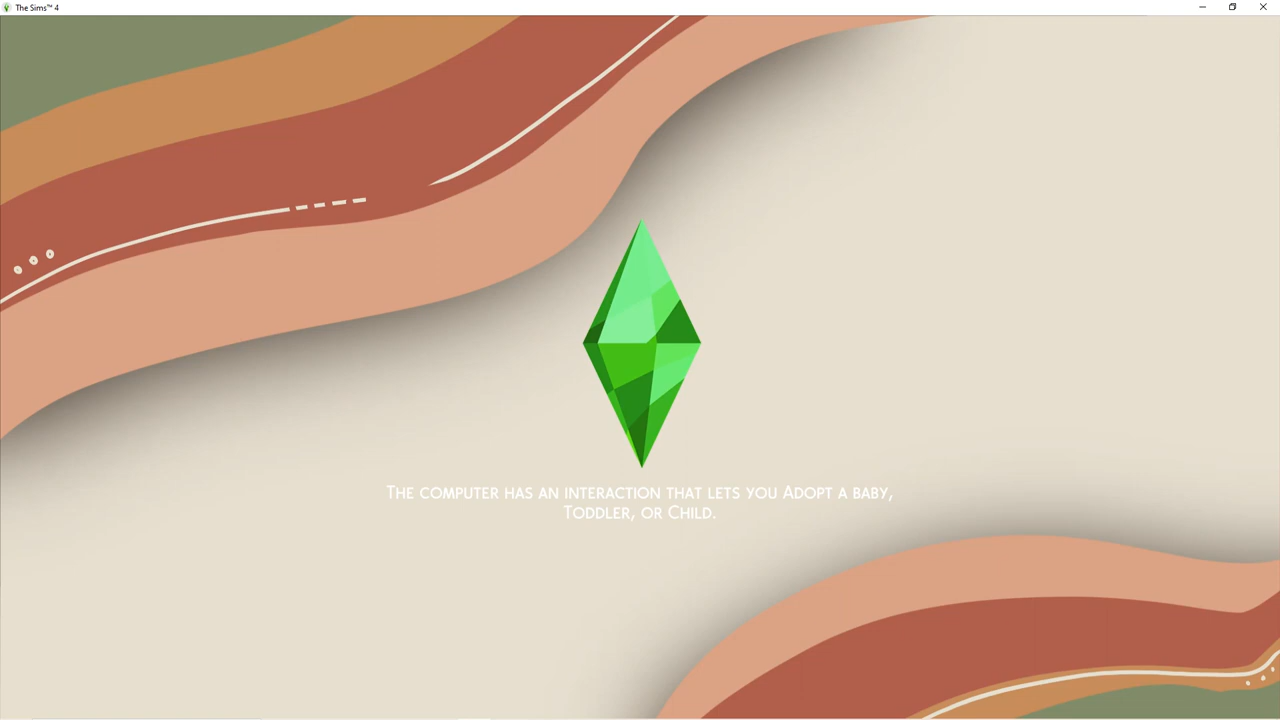 The Sims™ 4
The computer has an interaction that lets you Adopt a baby,
Toddler, or Child.